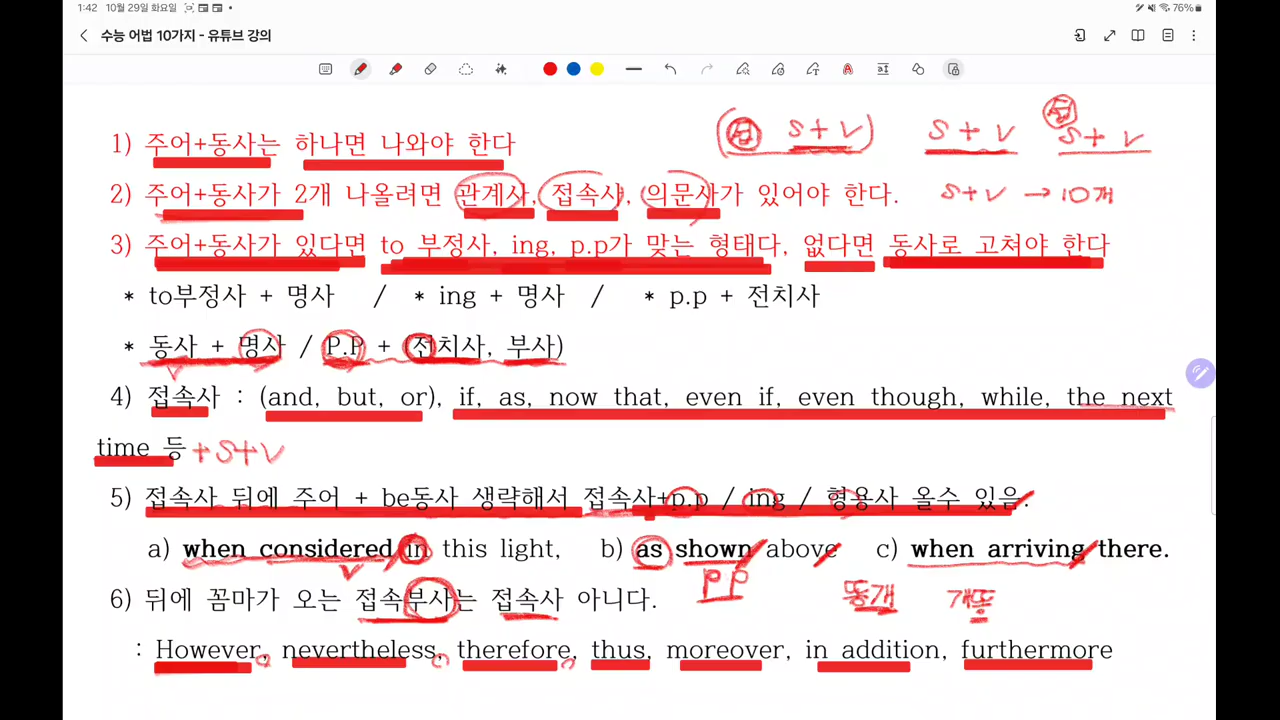 1:42 10월 29일 화요일
76%
수능 어법 10가지 - 유튜브 강의
1) 주어+동사는 하나면 나와야 한다 (접 S+V) S+V 접 S+V
2) 주어+동사가 2개 나올려면 관계사, 접속사, 의문사가 있어야 한다. S+V → 10개
3) 주어+동사가 있다면 to 부정사, ing, p.p가 맞는 형태다, 없다면 동사로 고쳐야 한다
* to부정사 + 명사 / * ing + 명사 / * p.p + 전치사
* 동사 + 명사 / P.P + (전치사, 부사)
4) 접속사 : (and, but, or), if, as, now that, even if, even though, while, the next
time 등 +S+V
5) 접속사 뒤에 주어 + be동사 생략해서 접속사+p.p / ing / 형용사 올수 있음.
a) when considered in this light, b) as shown above c) when arriving there.
PP
6) 뒤에 꼼마가 오는 접속부사는 접속사 아니다. 똥개 개똥
: However, nevertheless, therefore, thus, moreover, in addition, furthermore